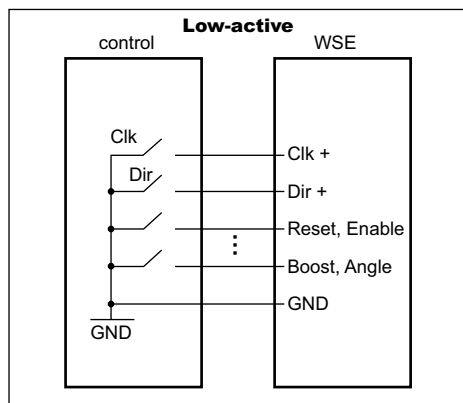 Low-active
control
WSE
Clk
Clk +
Dir
Dir +
Reset, Enable
Boost, Angle
GND
GND